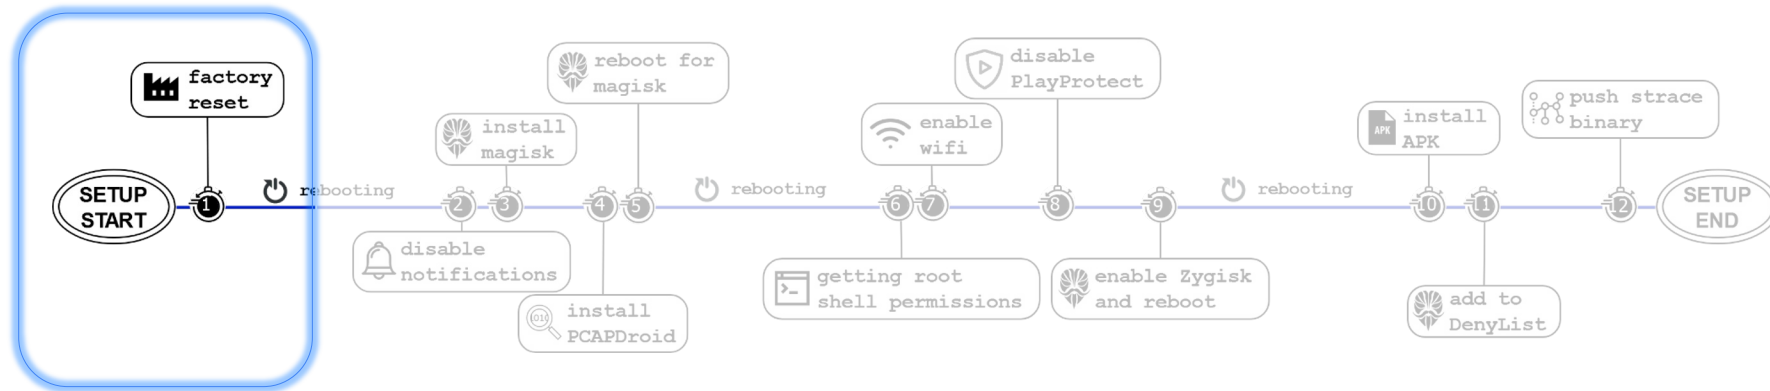 SETUP
START
1
factory
reset
rebooting
2
disable
notifications
3
install
magisk
4
install
PCAPDroid
5
reboot for
magisk
rebooting
6
getting root
shell permissions
7
enable
wifi
8
disable
PlayProtect
9
enable Zygisk
and reboot
rebooting
10
APK
install
APK
11
add to
DenyList
12
push strace
binary
SETUP
END